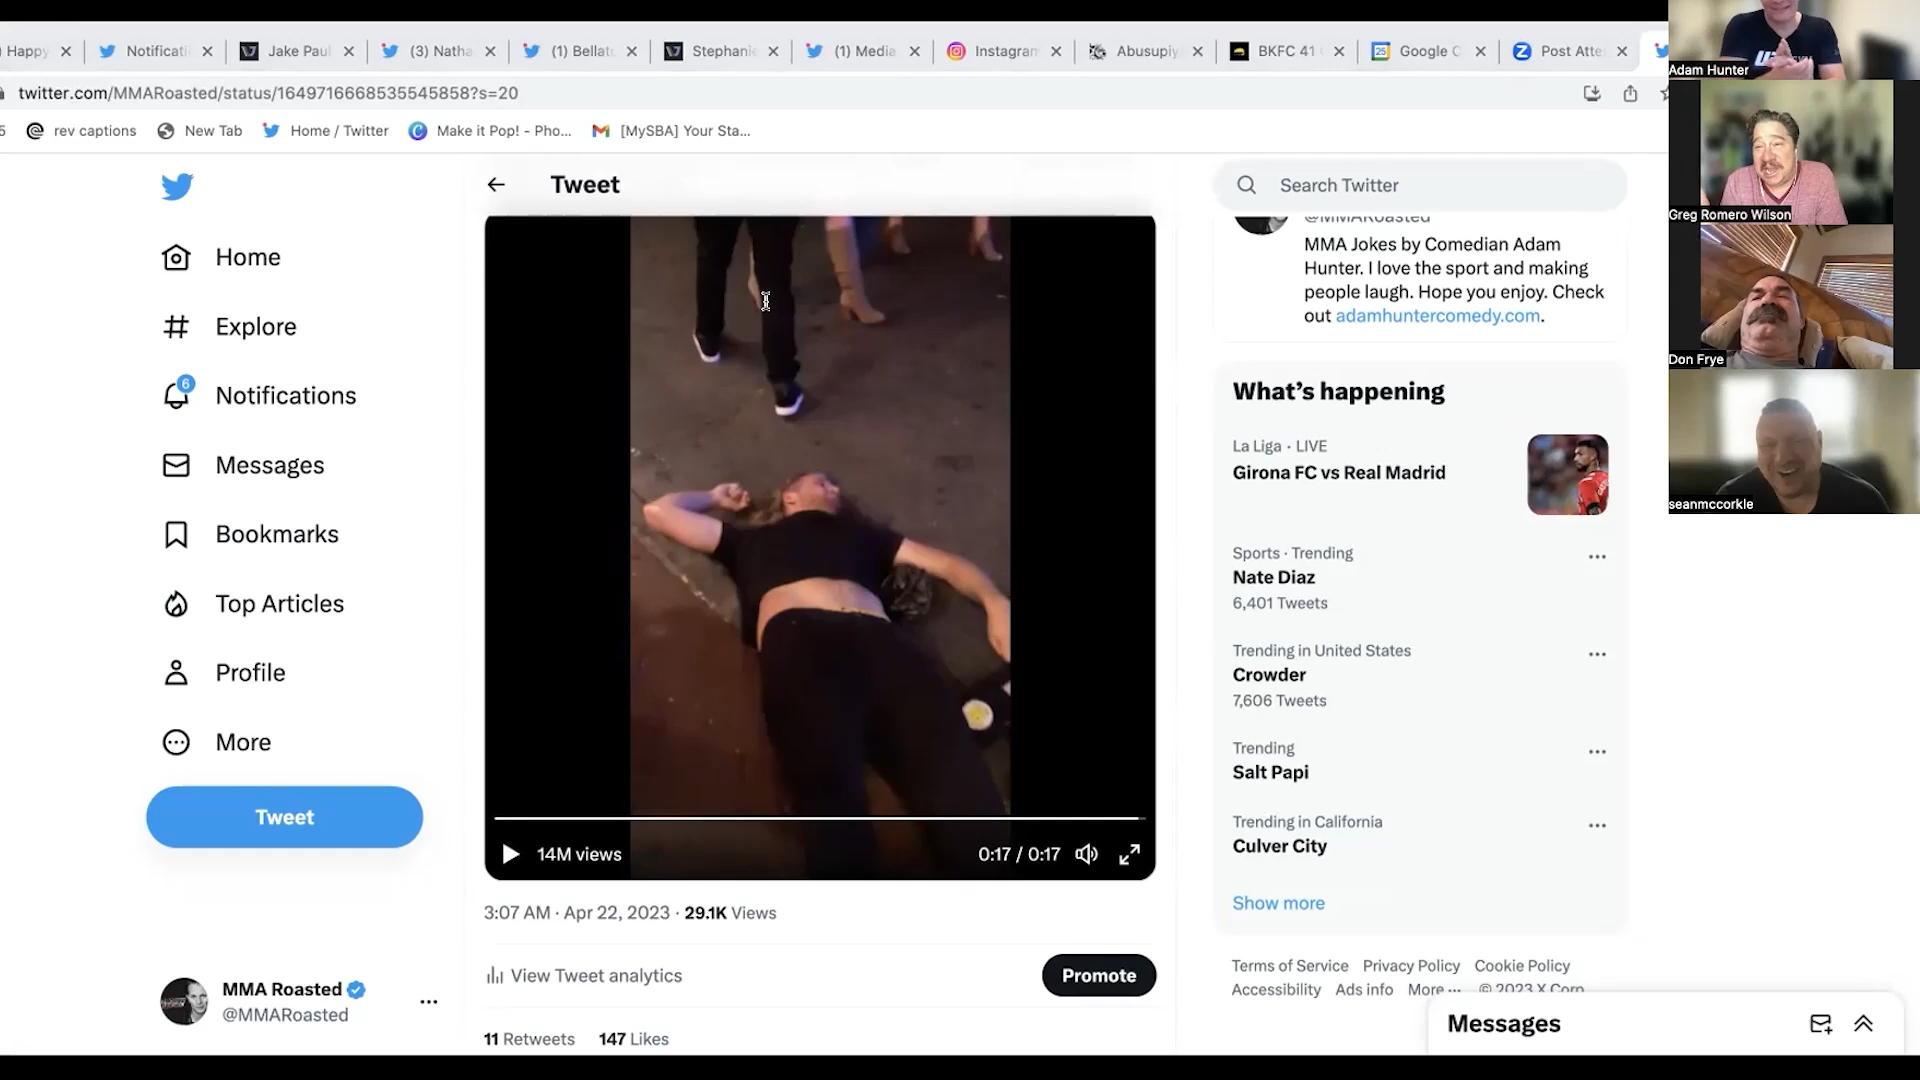 Happy
Notificati
Jake Paul
(3) Natha
(1) Bellat
Stephanie
(1) Media
Instagram
Abusupiy
BKFC 41
Google C
Post Atte
twitter.com/MMARoasted/status/1649716668535545858?s=20
rev captions
New Tab
Home / Twitter
Make it Pop! - Pho...
[MySBA] Your Sta...
Tweet
Search Twitter
Home
Explore
6
Notifications
Messages
Bookmarks
Top Articles
Profile
More
Tweet
MMA Roasted
@MMARoasted
14M views
0:17 / 0:17
3:07 AM · Apr 22, 2023 · 29.1K Views
View Tweet analytics
Promote
11 Retweets 147 Likes
@MMARoasted
MMA Jokes by Comedian Adam
Hunter. I love the sport and making
people laugh. Hope you enjoy. Check
out adamhuntercomedy.com.
What's happening
La Liga · LIVE
Girona FC vs Real Madrid
Sports · Trending
Nate Diaz
6,401 Tweets
Trending in United States
Crowder
7,606 Tweets
Trending
Salt Papi
Trending in California
Culver City
Show more
Terms of Service Privacy Policy Cookie Policy
Accessibility Ads info More ... © 2023 X Corp.
Messages
Adam Hunter
Greg Romero Wilson
Don Frye
seanmccorkle